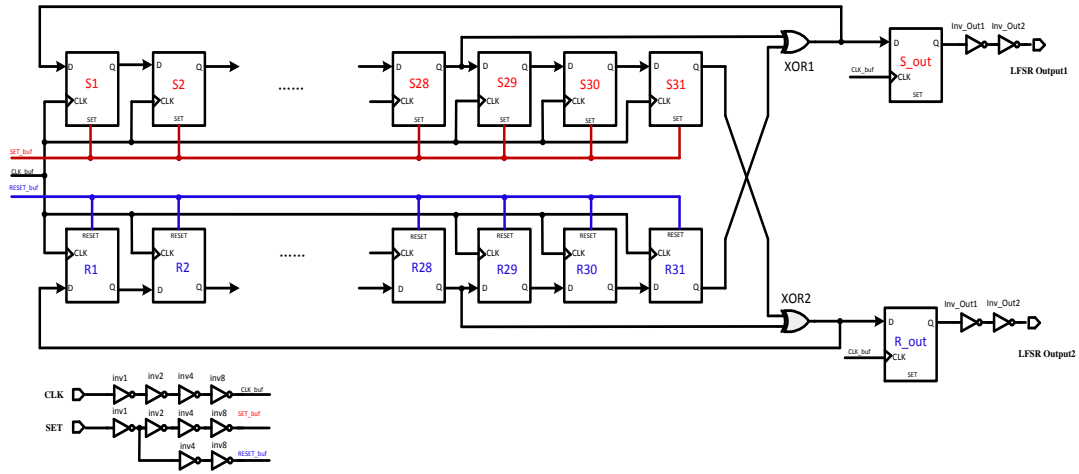 Inv_Out1 Inv_Out2
D Q D Q D Q D Q D Q D Q XOR1 D Q
S1 S2 ...... S28 S29 S30 S31 S_out LFSR Output1
CLK CLK CLK CLK CLK CLK CLK_buf CLK
SET SET SET SET SET SET SET
SET_buf
CLK_buf
RESET_buf
RESET RESET RESET RESET RESET RESET
CLK CLK ...... CLK CLK CLK CLK
R1 R2 R28 R29 R30 R31
D Q D Q D Q D Q D Q D Q XOR2
Inv_Out1 Inv_Out2
D Q
R_out LFSR Output2
CLK_buf CLK
SET
inv1 inv2 inv4 inv8
CLK CLK_buf
inv1 inv2 inv4 inv8 SET_buf
SET
inv4 inv8 RESET_buf